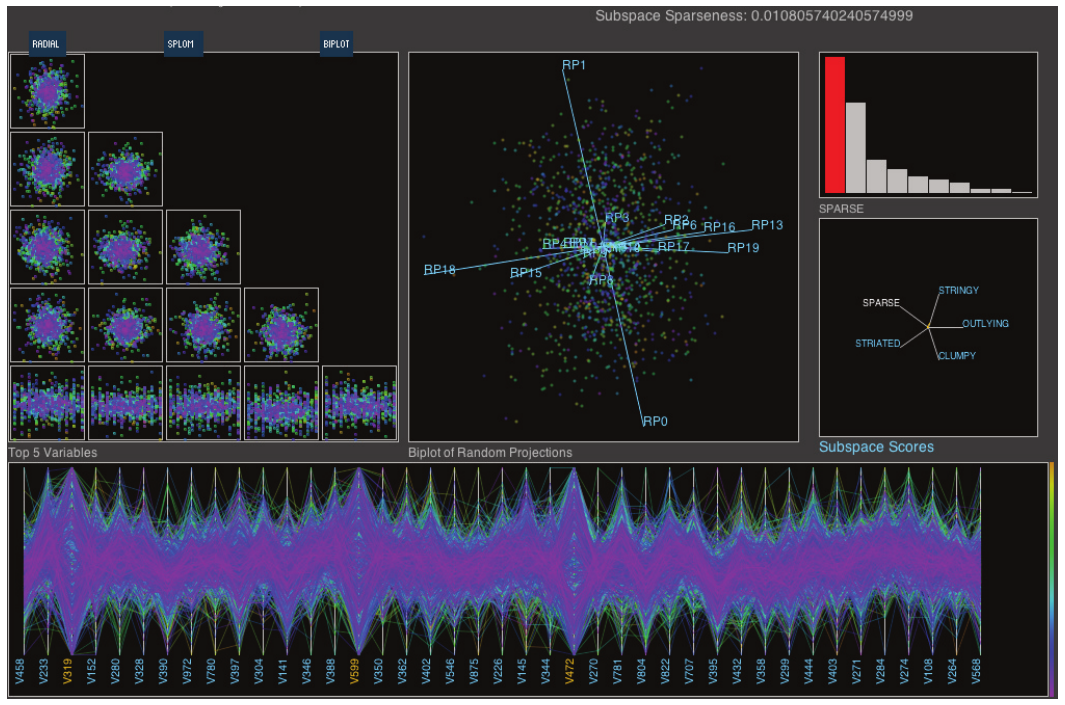 Subspace Sparseness: 0.010805740240574999
RADIAL
SPLOM
BIPLOT
RP1
RP3
RP2
RP6
RP16
RP13
RP17
RP19
RP4
RP18
RP15
RP8
RP0
SPARSE
STRINGY
SPARSE
OUTLYING
STRIATED
CLUMPY
Subspace Scores
Top 5 Variables
Biplot of Random Projections
V458 V233 V319 V152 V280 V328 V390 V972 V780 V397 V304 V141 V346 V388 V599 V350 V362 V402 V546 V875 V226 V145 V344 V472 V270 V781 V804 V822 V707 V395 V432 V358 V299 V444 V403 V271 V284 V274 V108 V264 V568